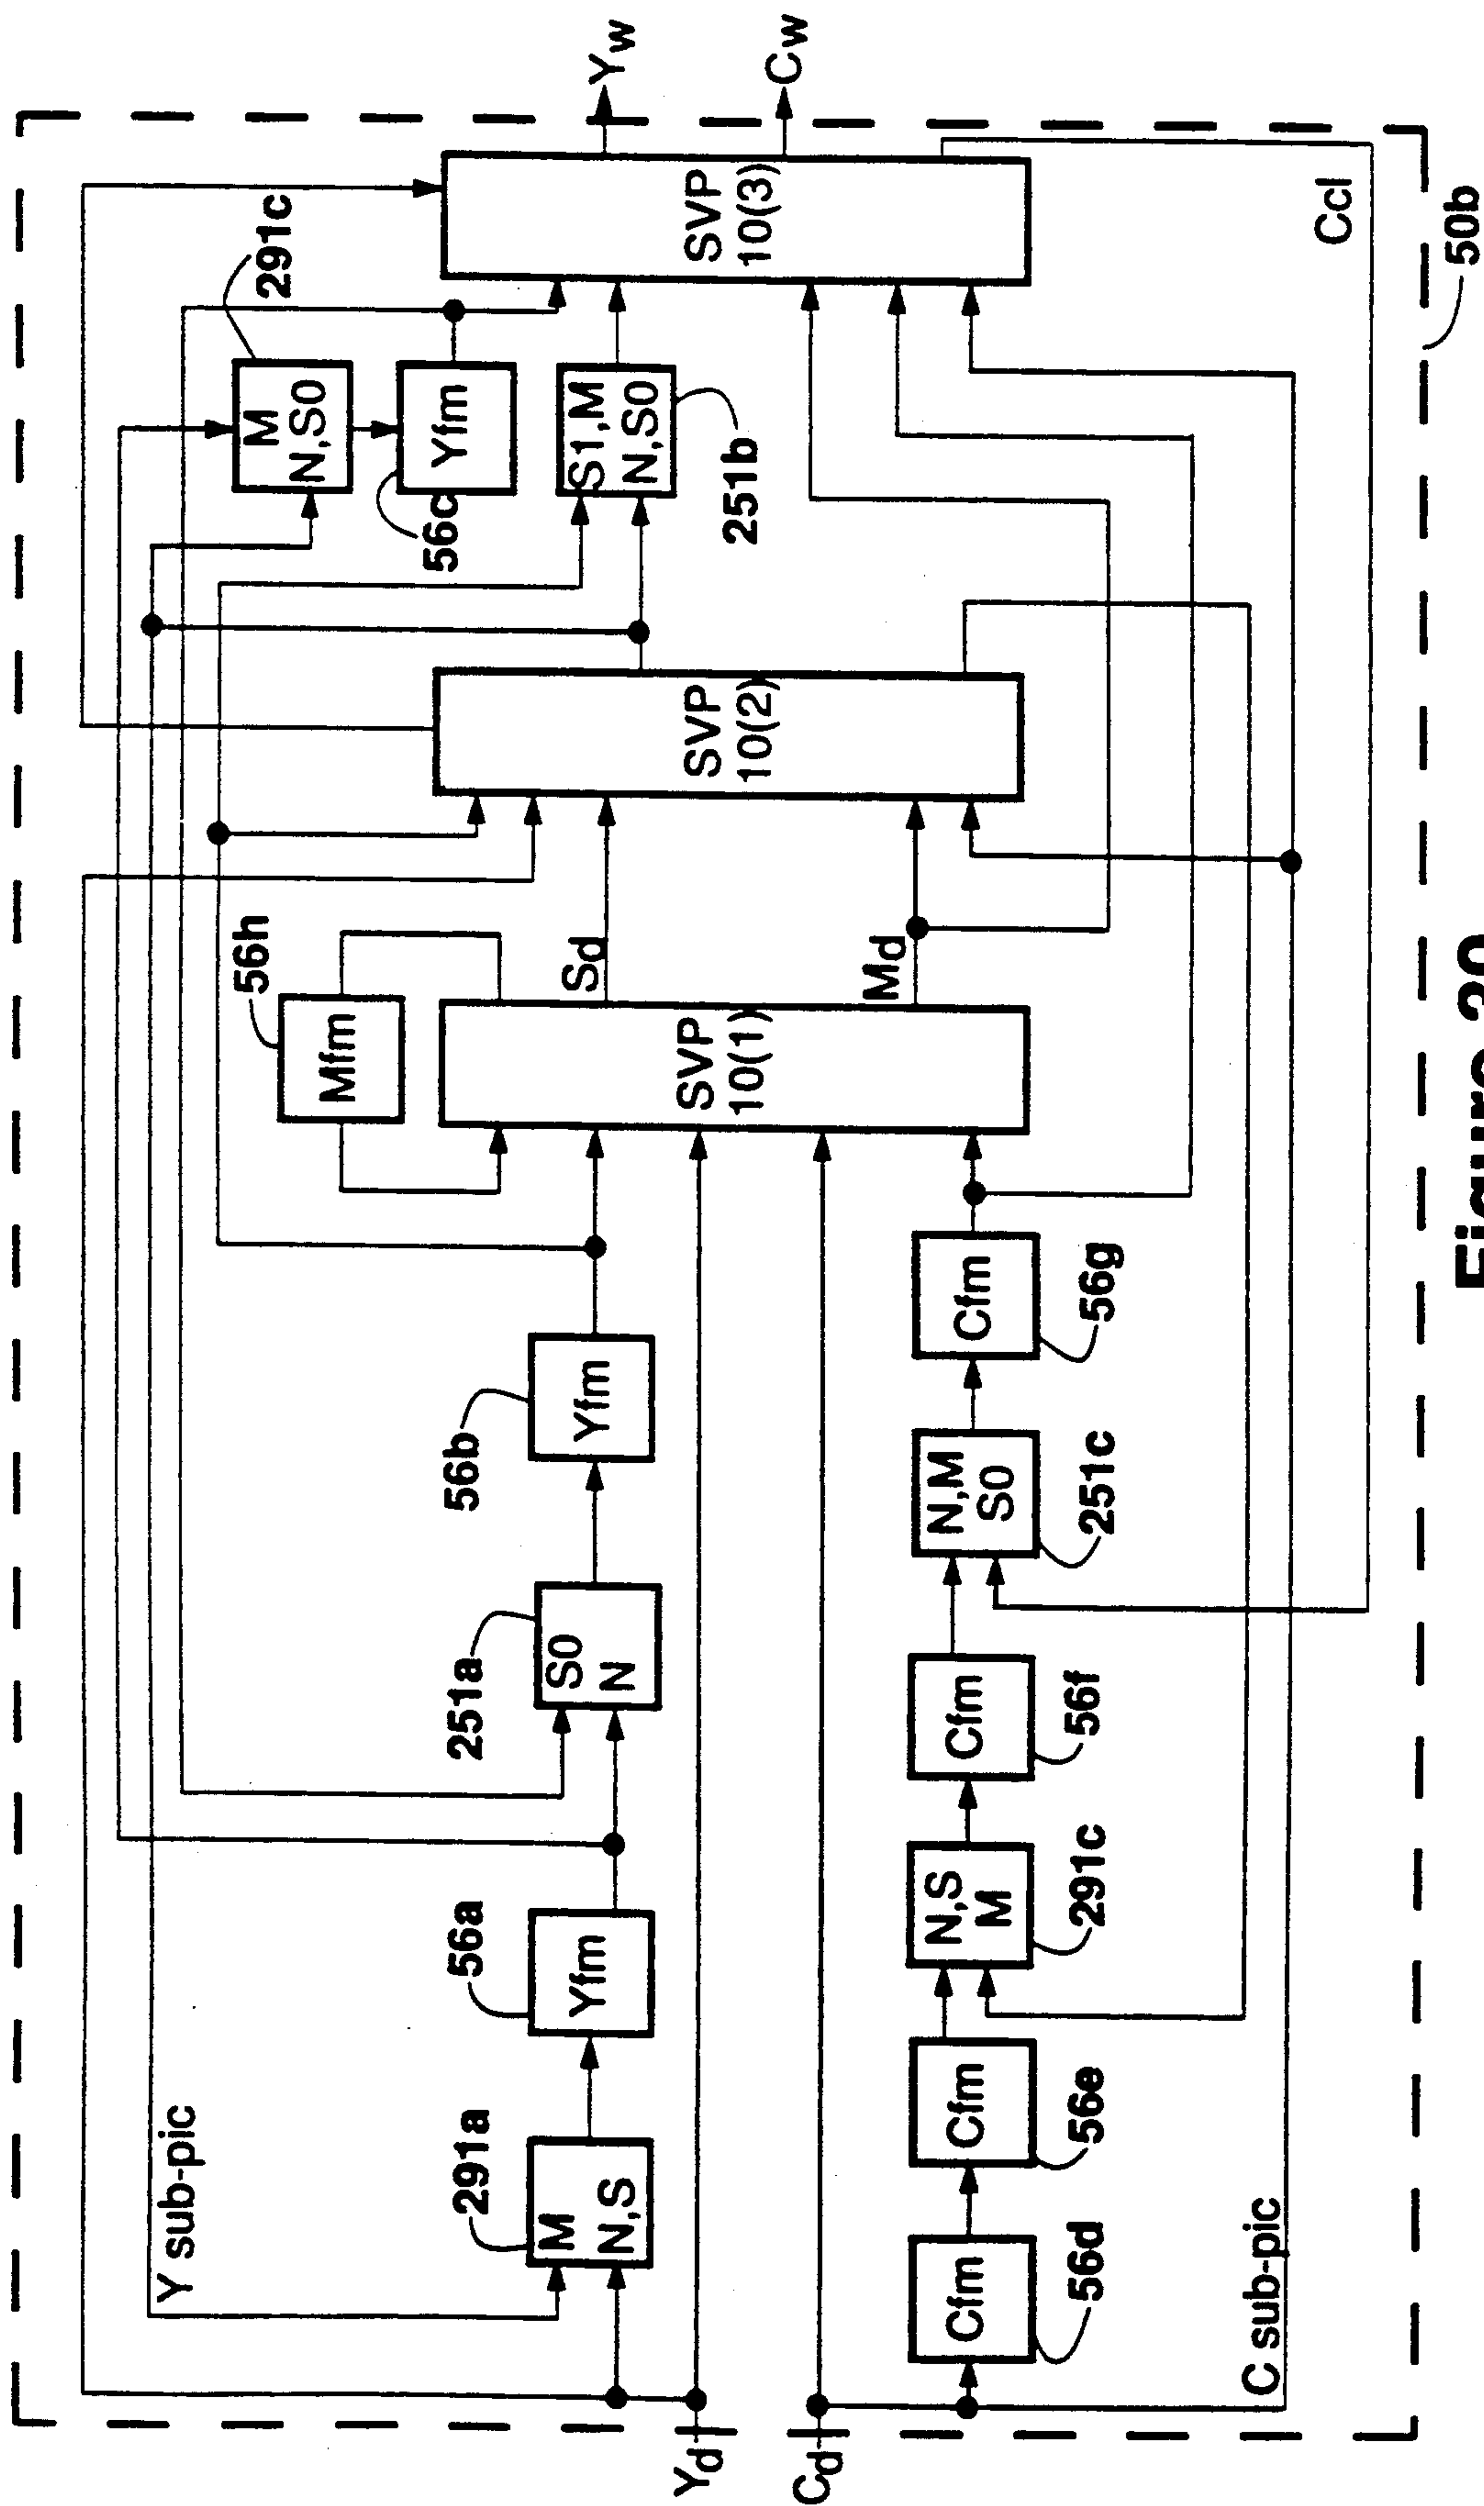 Y sub-pic
291a
M
N,S
56a
Yfm
251a
S0
N
56b
Yfm
56h
Mfm
SVP
10(1)
Sd
Md
SVP
10(2)
291c
M
N,S0
56c
Yfm
S1,M
N,S0
251b
SVP
10(3)
Yw
Cw
Yd
Cd
Cfm
56d
Cfm
56e
N,S
M
291c
Cfm
56f
N,M
S0
251c
Cfm
56g
C sub-pic
Ccl
50b
Figure